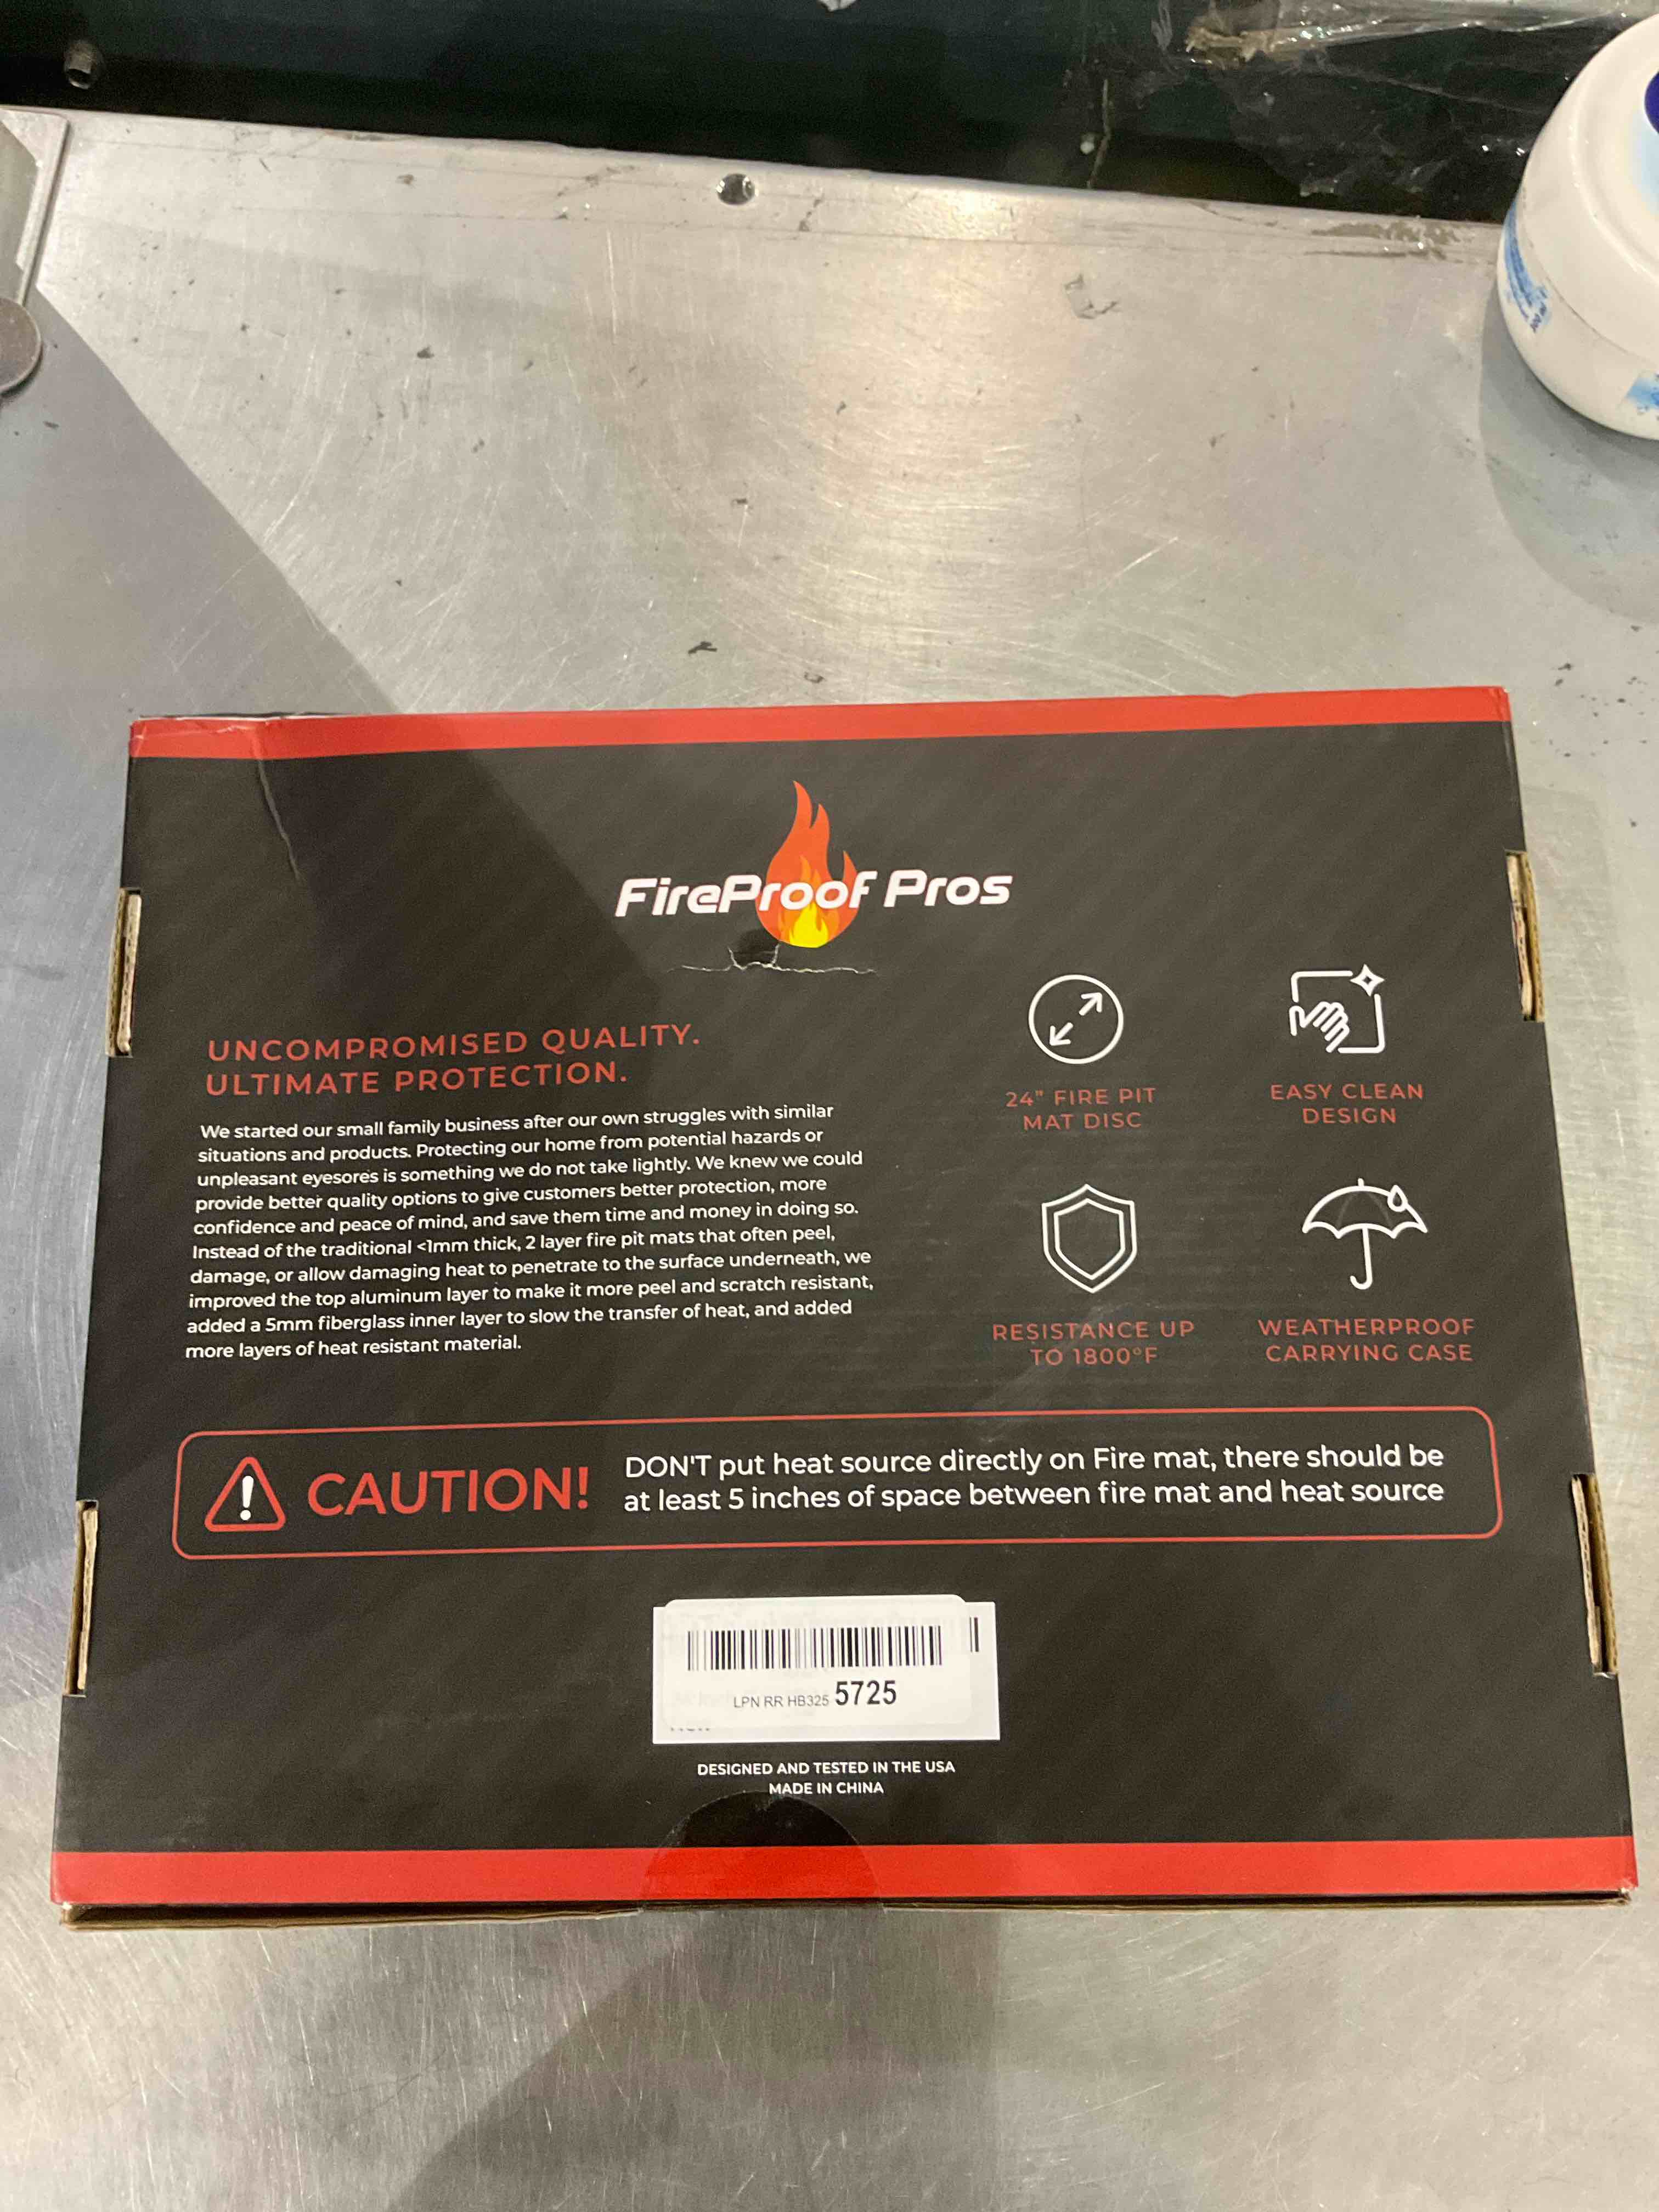 FireProof Pros
UNCOMPROMISED QUALITY.
ULTIMATE PROTECTION.
We started our small family business after our own struggles with similar
situations and products. Protecting our home from potential hazards or
unpleasant eyesores is something we do not take lightly. We knew we could
provide better quality options to give customers better protection, more
confidence and peace of mind, and save them time and money in doing so.
Instead of the traditional <1mm thick, 2 layer fire pit mats that often peel,
damage, or allow damaging heat to penetrate to the surface underneath, we
improved the top aluminum layer to make it more peel and scratch resistant,
added a 5mm fiberglass inner layer to slow the transfer of heat, and added
more layers of heat resistant material.
24" FIRE PIT
MAT DISC
EASY CLEAN
DESIGN
RESISTANCE UP
TO 1800°F
WEATHERPROOF
CARRYING CASE
CAUTION!
DON'T put heat source directly on Fire mat, there should be
at least 5 inches of space between fire mat and heat source
LPN RR HB325 5725
DESIGNED AND TESTED IN THE USA
MADE IN CHINA